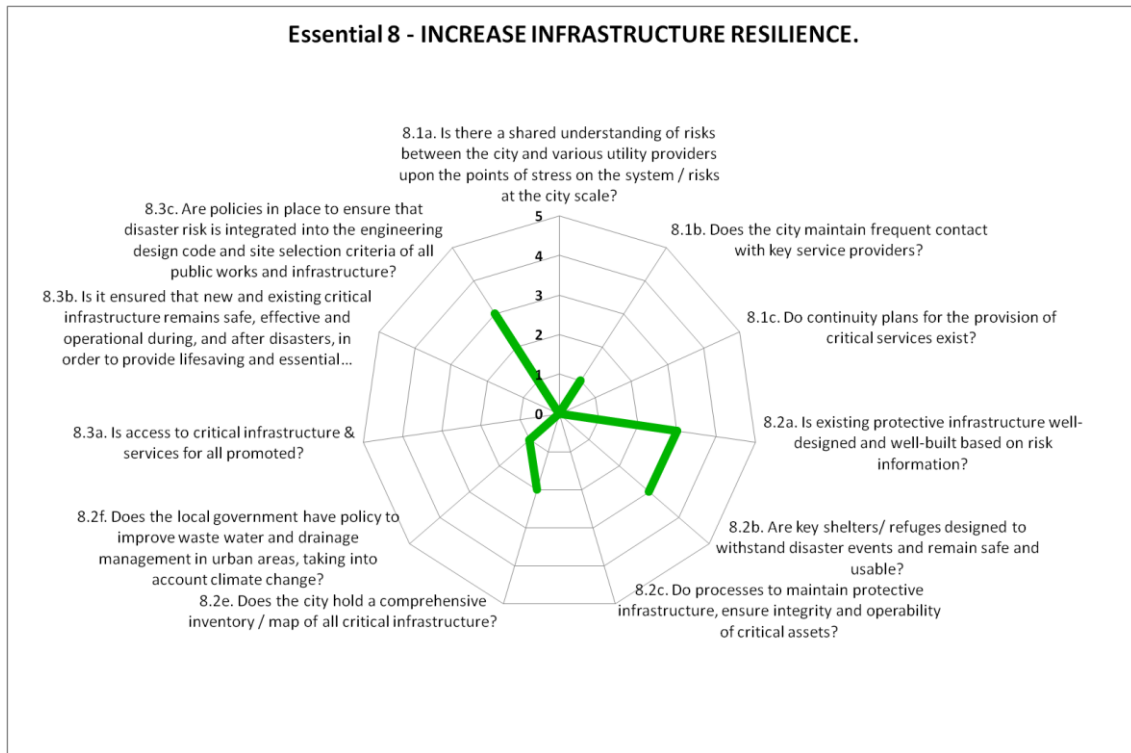 Essential 8 - INCREASE INFRASTRUCTURE RESILIENCE.
8.1a. Is there a shared understanding of risks
between the city and various utility providers
upon the points of stress on the system / risks
at the city scale?
8.1b. Does the city maintain frequent contact
with key service providers?
8.1c. Do continuity plans for the provision of
critical services exist?
8.2a. Is existing protective infrastructure well-
designed and well-built based on risk
information?
8.2b. Are key shelters/ refuges designed to
withstand disaster events and remain safe and
usable?
8.2c. Do processes to maintain protective
infrastructure, ensure integrity and operability
of critical assets?
8.2e. Does the city hold a comprehensive
inventory / map of all critical infrastructure?
8.2f. Does the local government have policy to
improve waste water and drainage
management in urban areas, taking into
account climate change?
8.3a. Is access to critical infrastructure &
services for all promoted?
8.3b. Is it ensured that new and existing critical
infrastructure remains safe, effective and
operational during, and after disasters, in
order to provide lifesaving and essential…
8.3c. Are policies in place to ensure that
disaster risk is integrated into the engineering
design code and site selection criteria of all
public works and infrastructure?
5
4
3
2
1
0